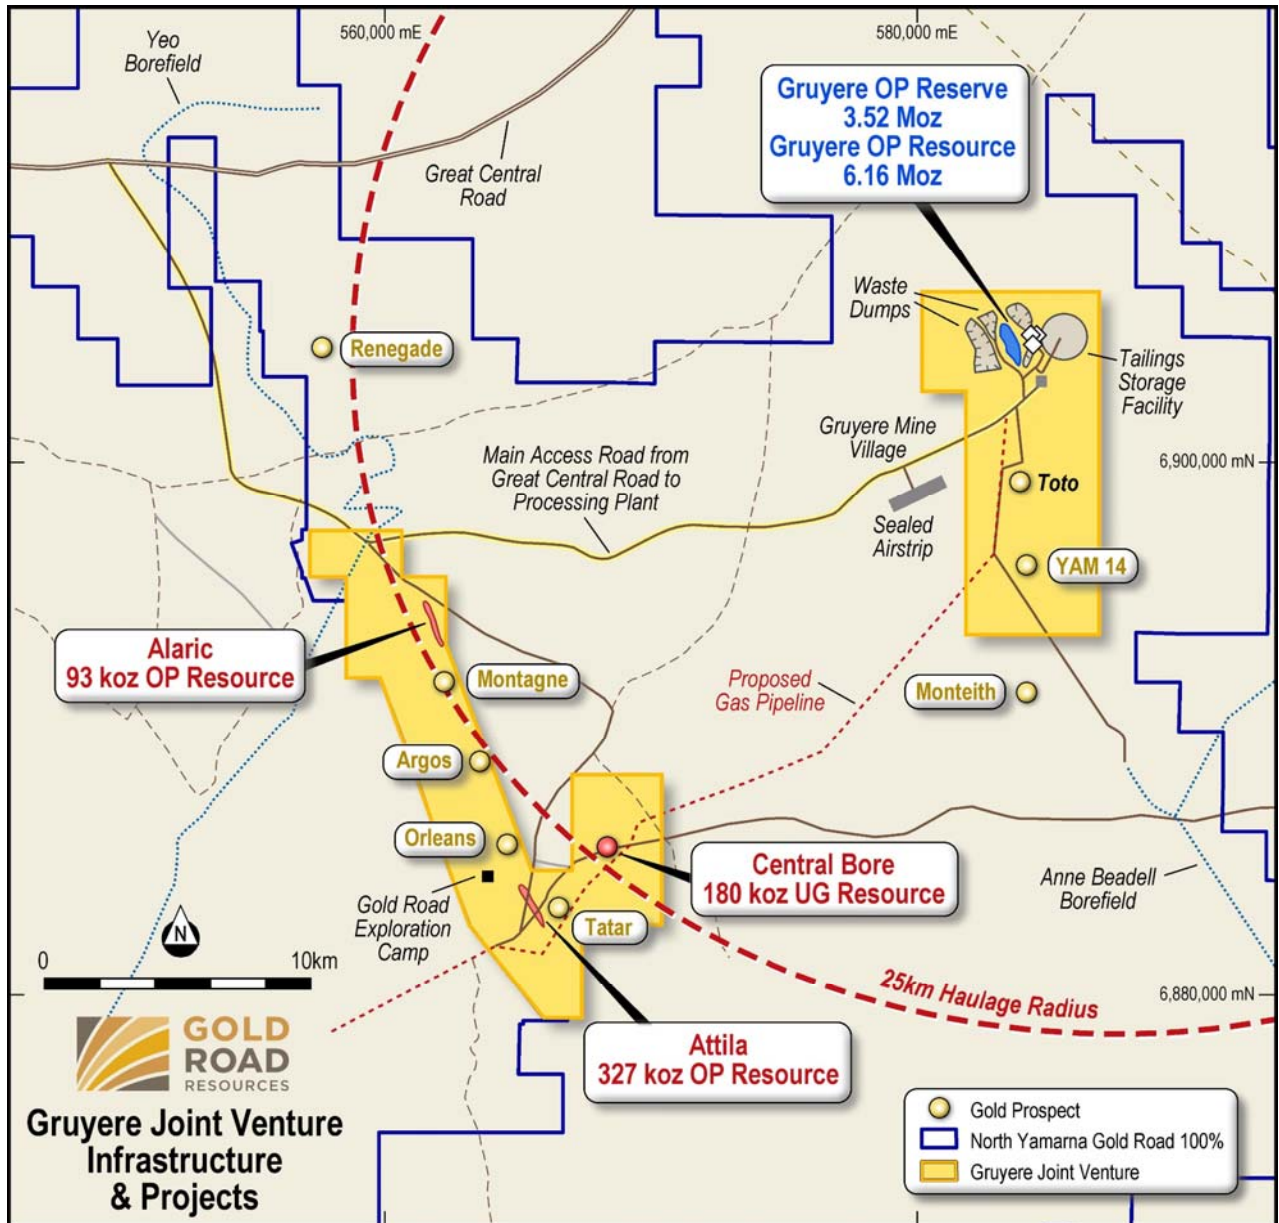 560,000 mE
580,000 mE
Yeo
Borefield
Great Central
Road
Gruyere OP Reserve
3.52 Moz
Gruyere OP Resource
6.16 Moz
Waste
Dumps
Tailings
Storage
Facility
Renegade
Gruyere Mine
Village
Main Access Road from
Great Central Road to
Processing Plant
6,900,000 mN
Toto
Sealed
Airstrip
YAM 14
Alaric
93 koz OP Resource
Montagne
Proposed
Gas Pipeline
Monteith
Argos
Orleans
Central Bore
180 koz UG Resource
Anne Beadell
Borefield
Gold Road
Exploration
Camp
Tatar
N
0
10km
25km Haulage Radius
6,880,000 mN
GOLD
ROAD
RESOURCES
Attila
327 koz OP Resource
Gruyere Joint Venture
Infrastructure
& Projects
Gold Prospect
North Yamarna Gold Road 100%
Gruyere Joint Venture